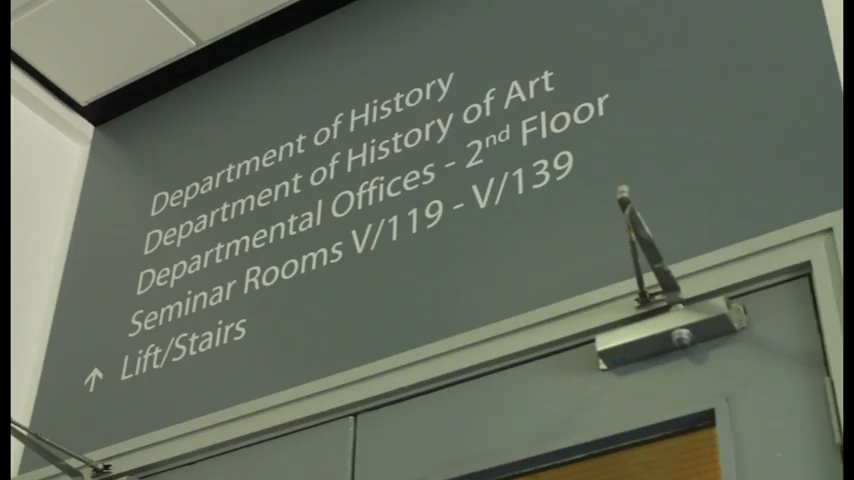 Department of History
Department of History of Art
Departmental Offices - 2nd Floor
Seminar Rooms V/119 - V/139
↑ Lift/Stairs